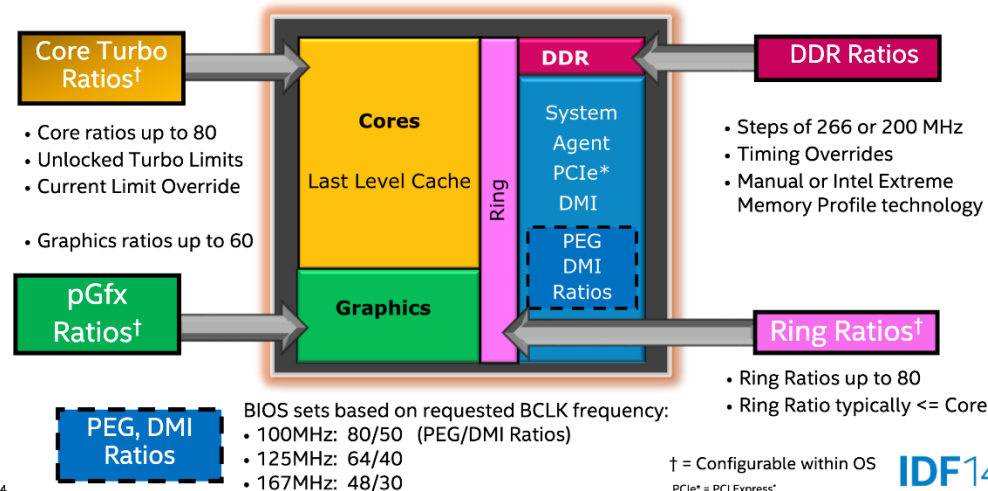 Core Turbo
Ratios†
• Core ratios up to 80
• Unlocked Turbo Limits
• Current Limit Override
• Graphics ratios up to 60
pGfx
Ratios†
Cores
Last Level Cache
Graphics
Ring
DDR
System
Agent
PCIe*
DMI
PEG
DMI
Ratios
DDR Ratios
• Steps of 266 or 200 MHz
• Timing Overrides
• Manual or Intel Extreme
Memory Profile technology
Ring Ratios†
• Ring Ratios up to 80
• Ring Ratio typically <= Core
PEG, DMI
Ratios
BIOS sets based on requested BCLK frequency:
• 100MHz: 80/50 (PEG/DMI Ratios)
• 125MHz: 64/40
• 167MHz: 48/30
† = Configurable within OS
PCIe* = PCI Express*
IDF14
4